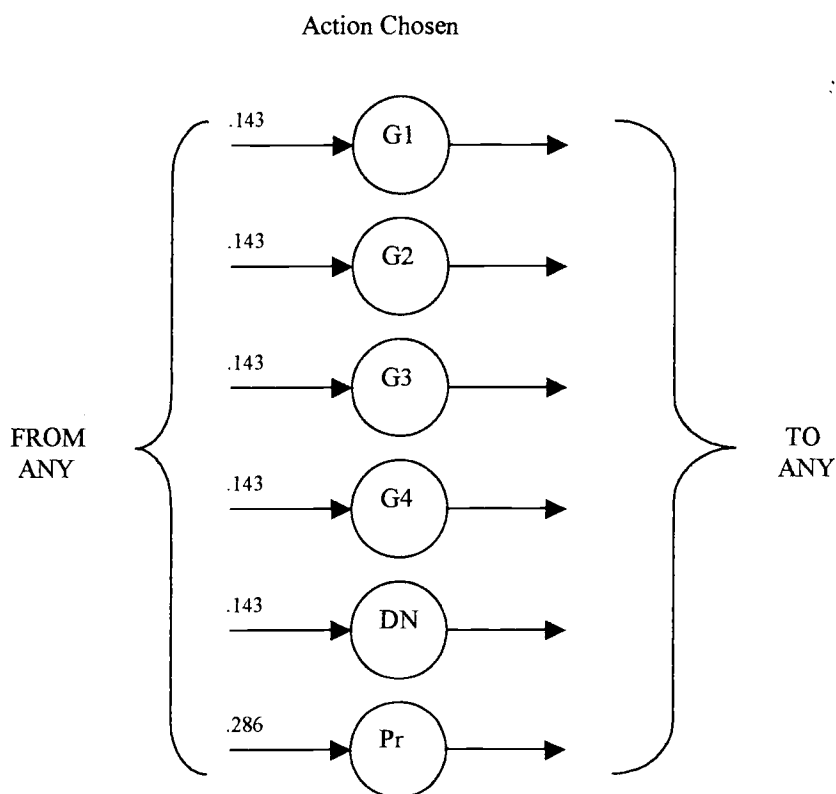 Action Chosen
.143
G1
.143
G2
.143
G3
FROM
ANY
TO
ANY
.143
G4
.143
DN
.286
Pr